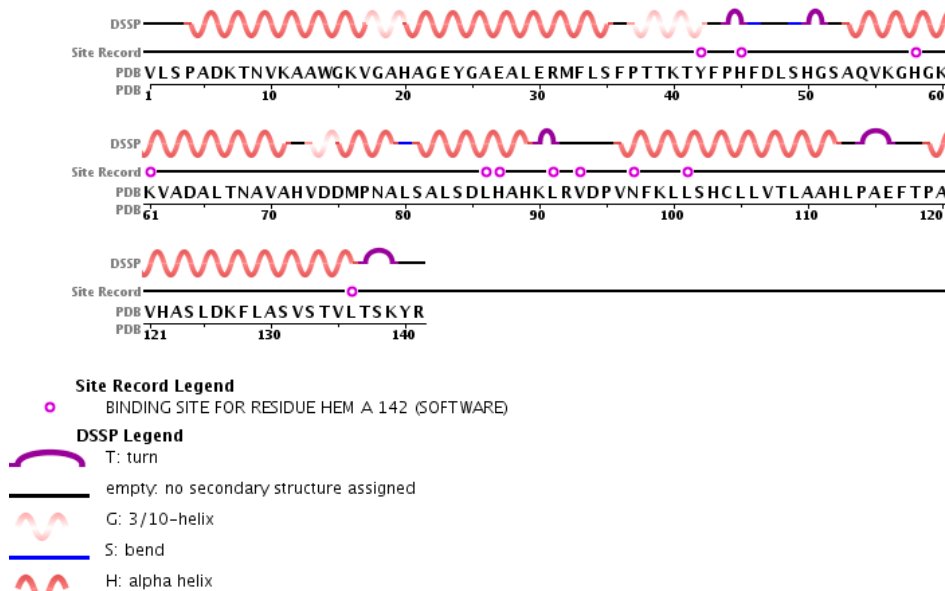 DSSP
Site Record
PDB VLSPADKTNVKAAWGKVGAHAGEYGAEALERMFLSFPTTKTYFPHFDLSHGSAQVKGHGK
PDB 1 10 20 30 40 50 60
DSSP
Site Record
PDB KVADALTNAVAHVDDMPNALSALSDLHAHKLRVDPVNFKLLSHCLLVTLAAHLPAEFTPA
PDB 61 70 80 90 100 110 120
DSSP
Site Record
PDB VHASLDKFLASVSTVLTSKYR
PDB 121 130 140
Site Record Legend
BINDING SITE FOR RESIDUE HEM A 142 (SOFTWARE)
DSSP Legend
T: turn
empty: no secondary structure assigned
G: 3/10-helix
S: bend
H: alpha helix